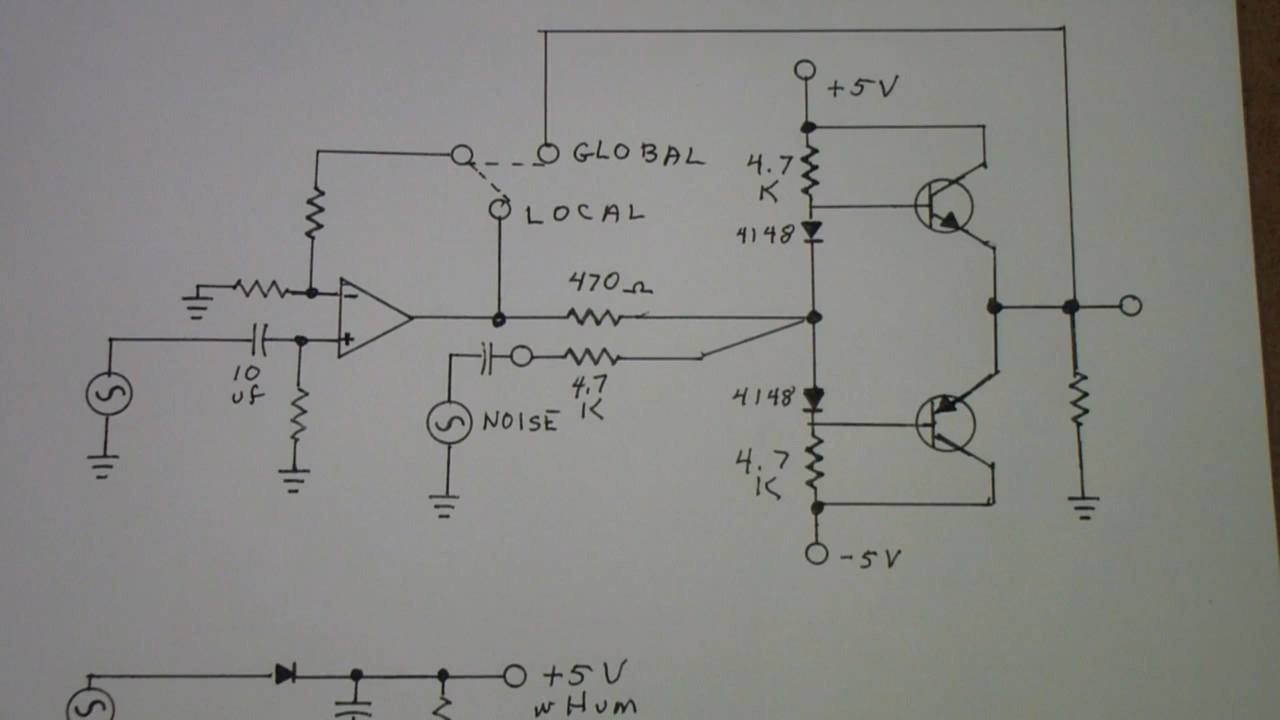 +5V
GLOBAL
4.7
K
LOCAL
4148
470Ω
-
+
10
uf
4.7
K
NOISE
4148
4.7
K
-5V
+5V
w Hum